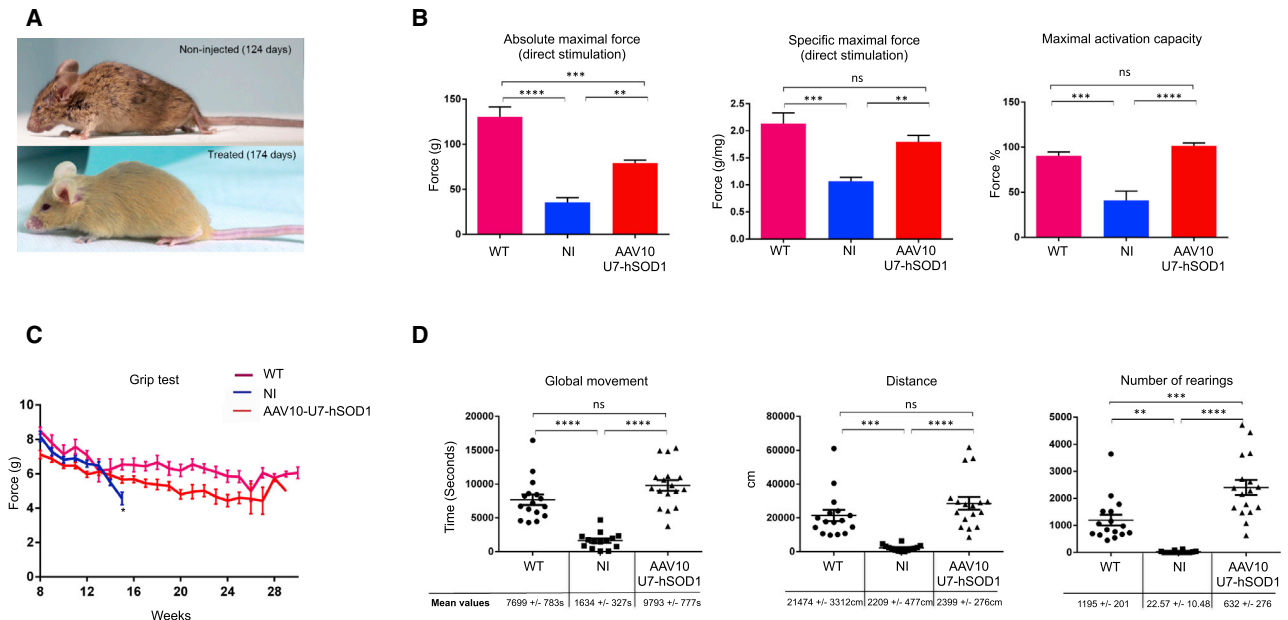 A
Non-injected (124 days)
Treated (174 days)
B
Absolute maximal force
(direct stimulation)
***
****
**
Force (g)
150
100
50
0
WT
NI
AAV10
U7-hSOD1
Specific maximal force
(direct stimulation)
ns
***
**
Force (g/mg)
2.5
2.0
1.5
1.0
0.5
0.0
WT
NI
AAV10
U7-hSOD1
Maximal activation capacity
ns
***
****
Force %
150
100
50
0
WT
NI
AAV10
U7-hSOD1
C
Grip test
WT
NI
AAV10-U7-hSOD1
Force (g)
10
8
6
4
2
0
*
8 12 16 20 24 28
Weeks
D
Global movement
ns
**** ****
Time (Seconds)
20000
15000
10000
5000
0
WT
NI
AAV10
U7-hSOD1
Mean values
7699 +/- 783s
1634 +/- 327s
9793 +/- 777s
Distance
ns
*** ****
cm
80000
60000
40000
20000
0
WT
NI
AAV10
U7-hSOD1
21474 +/- 3312cm
2209 +/- 477cm
2399 +/- 276cm
Number of rearings
***
** ****
5000
4000
3000
2000
1000
0
WT
NI
AAV10
U7-hSOD1
1195 +/- 201
22.57 +/- 10.48
632 +/- 276